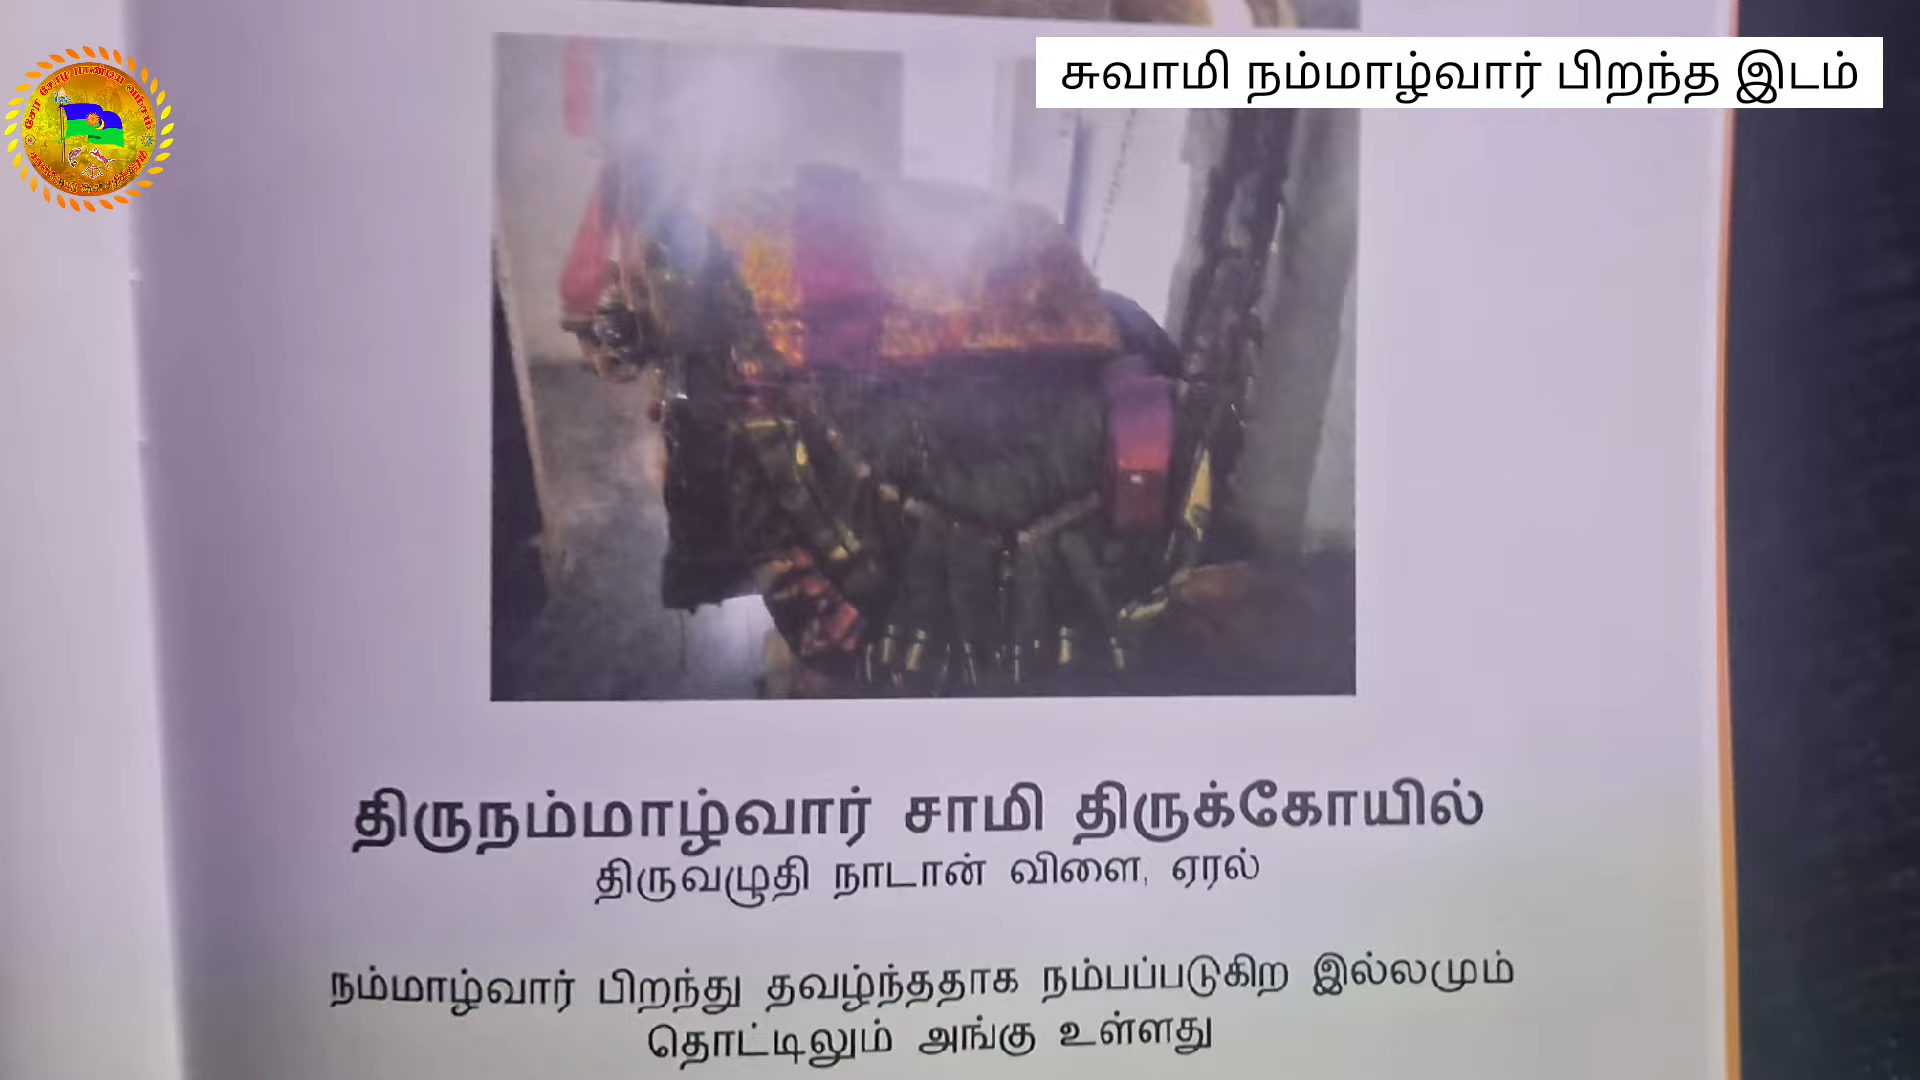 சுவாமி நம்மாழ்வார் பிறந்த இடம்
சேர சோழ பாண்டிய
திருநம்மாழ்வார் சாமி திருக்கோயில்
திருவழுதி நாடான் விளை, ஏரல்
நம்மாழ்வார் பிறந்து தவழ்ந்ததாக நம்பப்படுகிற இல்லமும்
தொட்டிலும் அங்கு உள்ளது